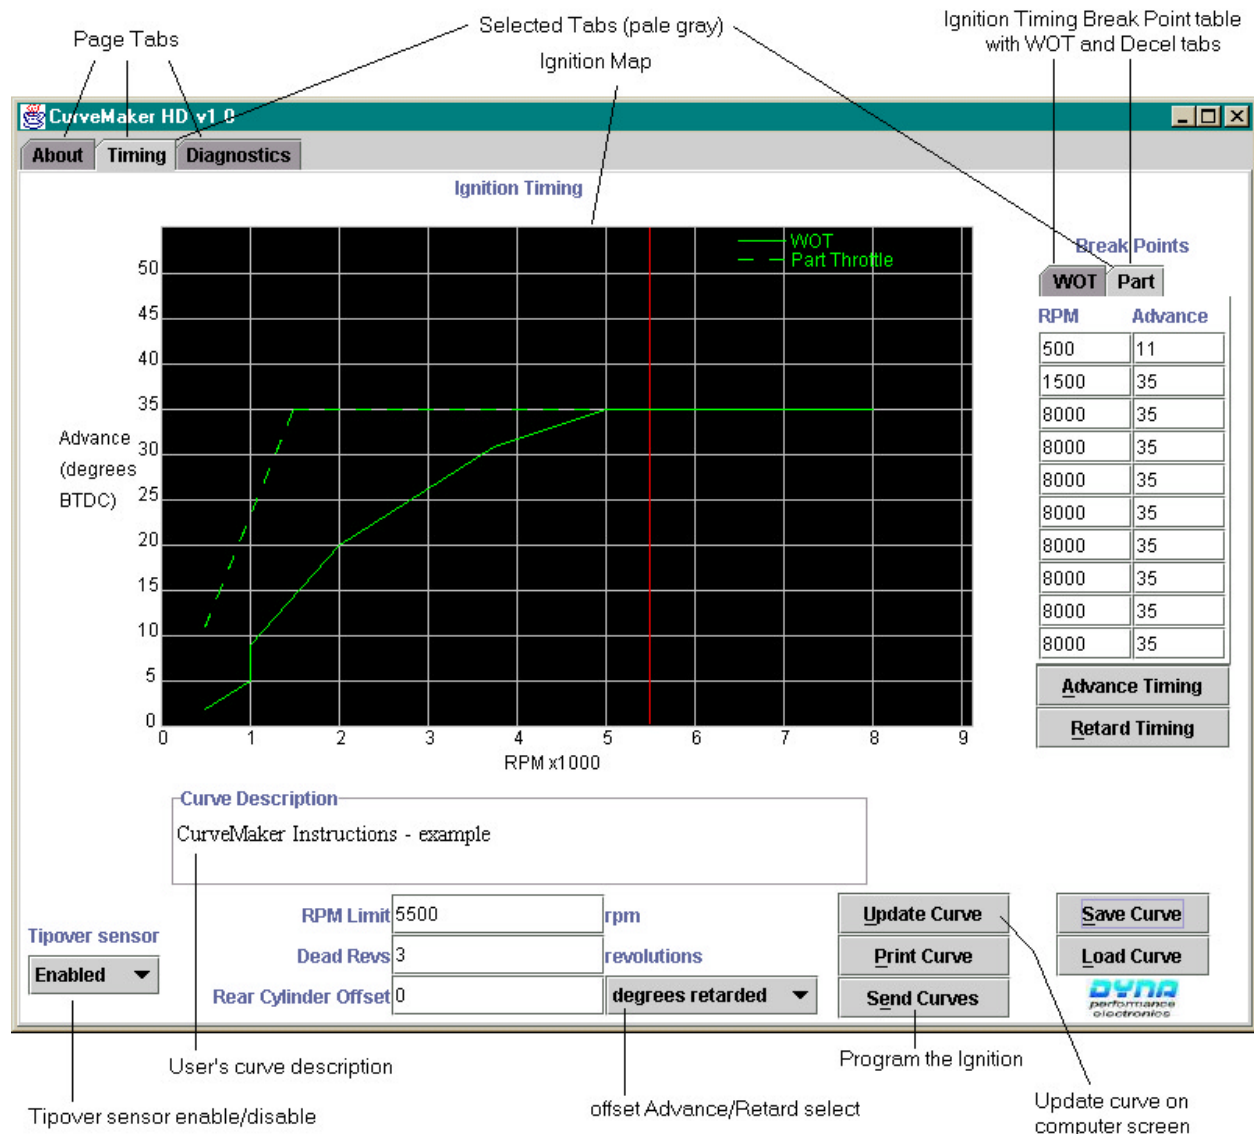 Page Tabs
Selected Tabs (pale gray)
Ignition Map
Ignition Timing Break Point table
with WOT and Decel tabs
CurveMaker HD v1.0
About
Timing
Diagnostics
Ignition Timing
WOT
Part Throttle
50
45
40
35
30
25
20
15
10
5
0
Advance
(degrees
BTDC)
0 1 2 3 4 5 6 7 8 9
RPM x1000
Break Points
WOT Part
RPM Advance
500 11
1500 35
8000 35
8000 35
8000 35
8000 35
8000 35
8000 35
8000 35
8000 35
Advance Timing
Retard Timing
Curve Description
CurveMaker Instructions - example
Tipover sensor
Enabled
RPM Limit 5500 rpm
Dead Revs 3 revolutions
Rear Cylinder Offset 0 degrees retarded
Update Curve
Print Curve
Send Curves
Save Curve
Load Curve
DYNA
performance
electronics
User's curve description
Tipover sensor enable/disable
offset Advance/Retard select
Program the Ignition
Update curve on
computer screen